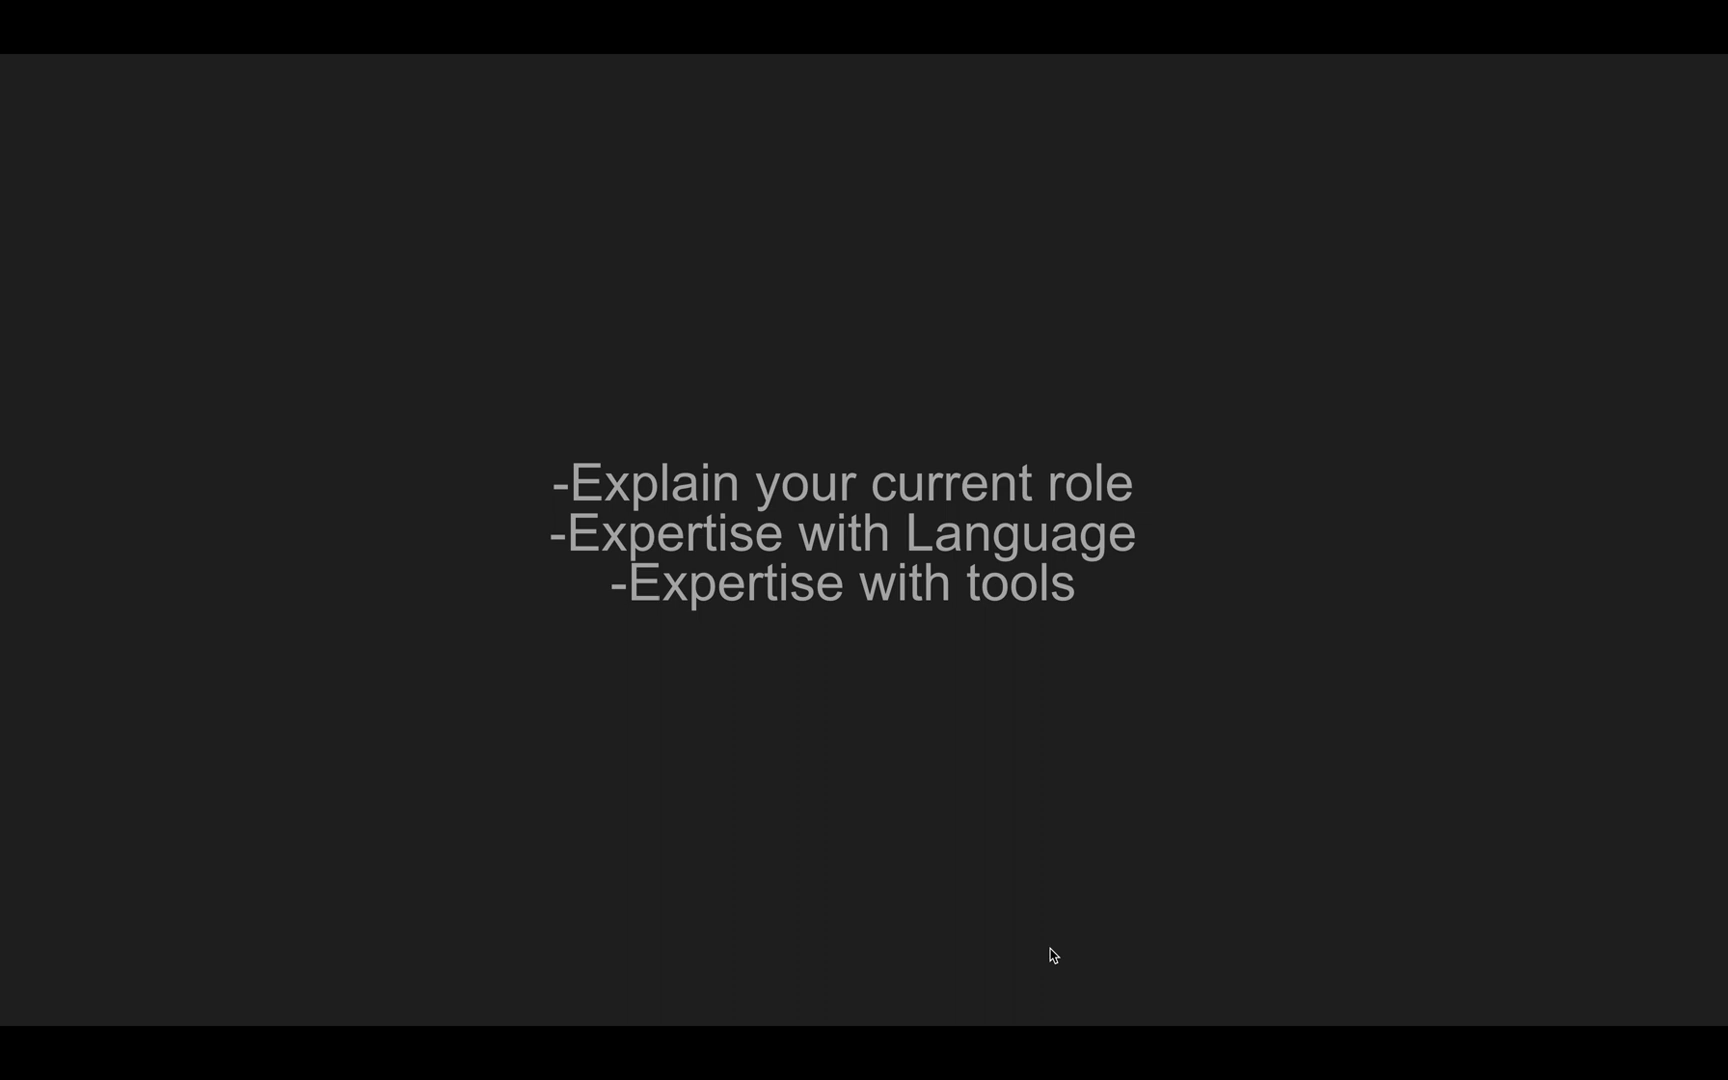 -Explain your current role
-Expertise with Language
-Expertise with tools